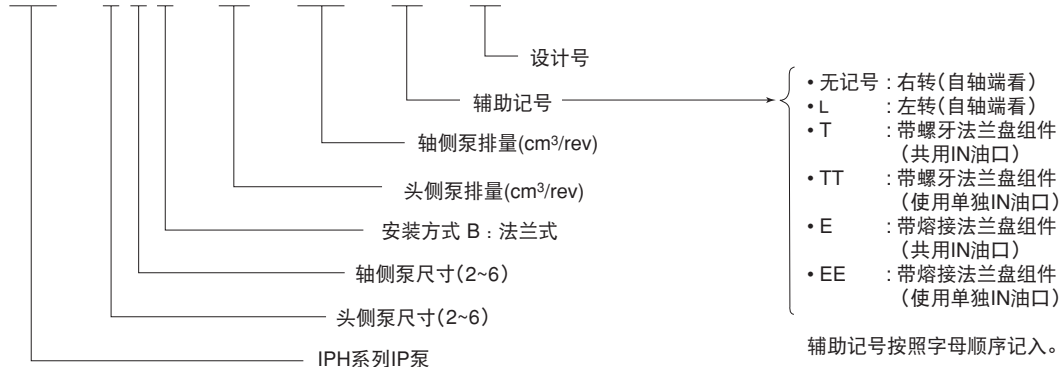 设计号
辅助记号
轴侧泵排量(cm³/rev)
头侧泵排量(cm³/rev)
安装方式 B：法兰式
轴侧泵尺寸(2~6)
头侧泵尺寸(2~6)
IPH系列IP泵
• 无记号 : 右转(自轴端看)
• L : 左转(自轴端看)
• T : 带螺牙法兰盘组件
(共用IN油口)
• TT : 带螺牙法兰盘组件
(使用单独IN油口)
• E : 带熔接法兰盘组件
(共用IN油口)
• EE : 带熔接法兰盘组件
(使用单独IN油口)
辅助记号按照字母顺序记入。